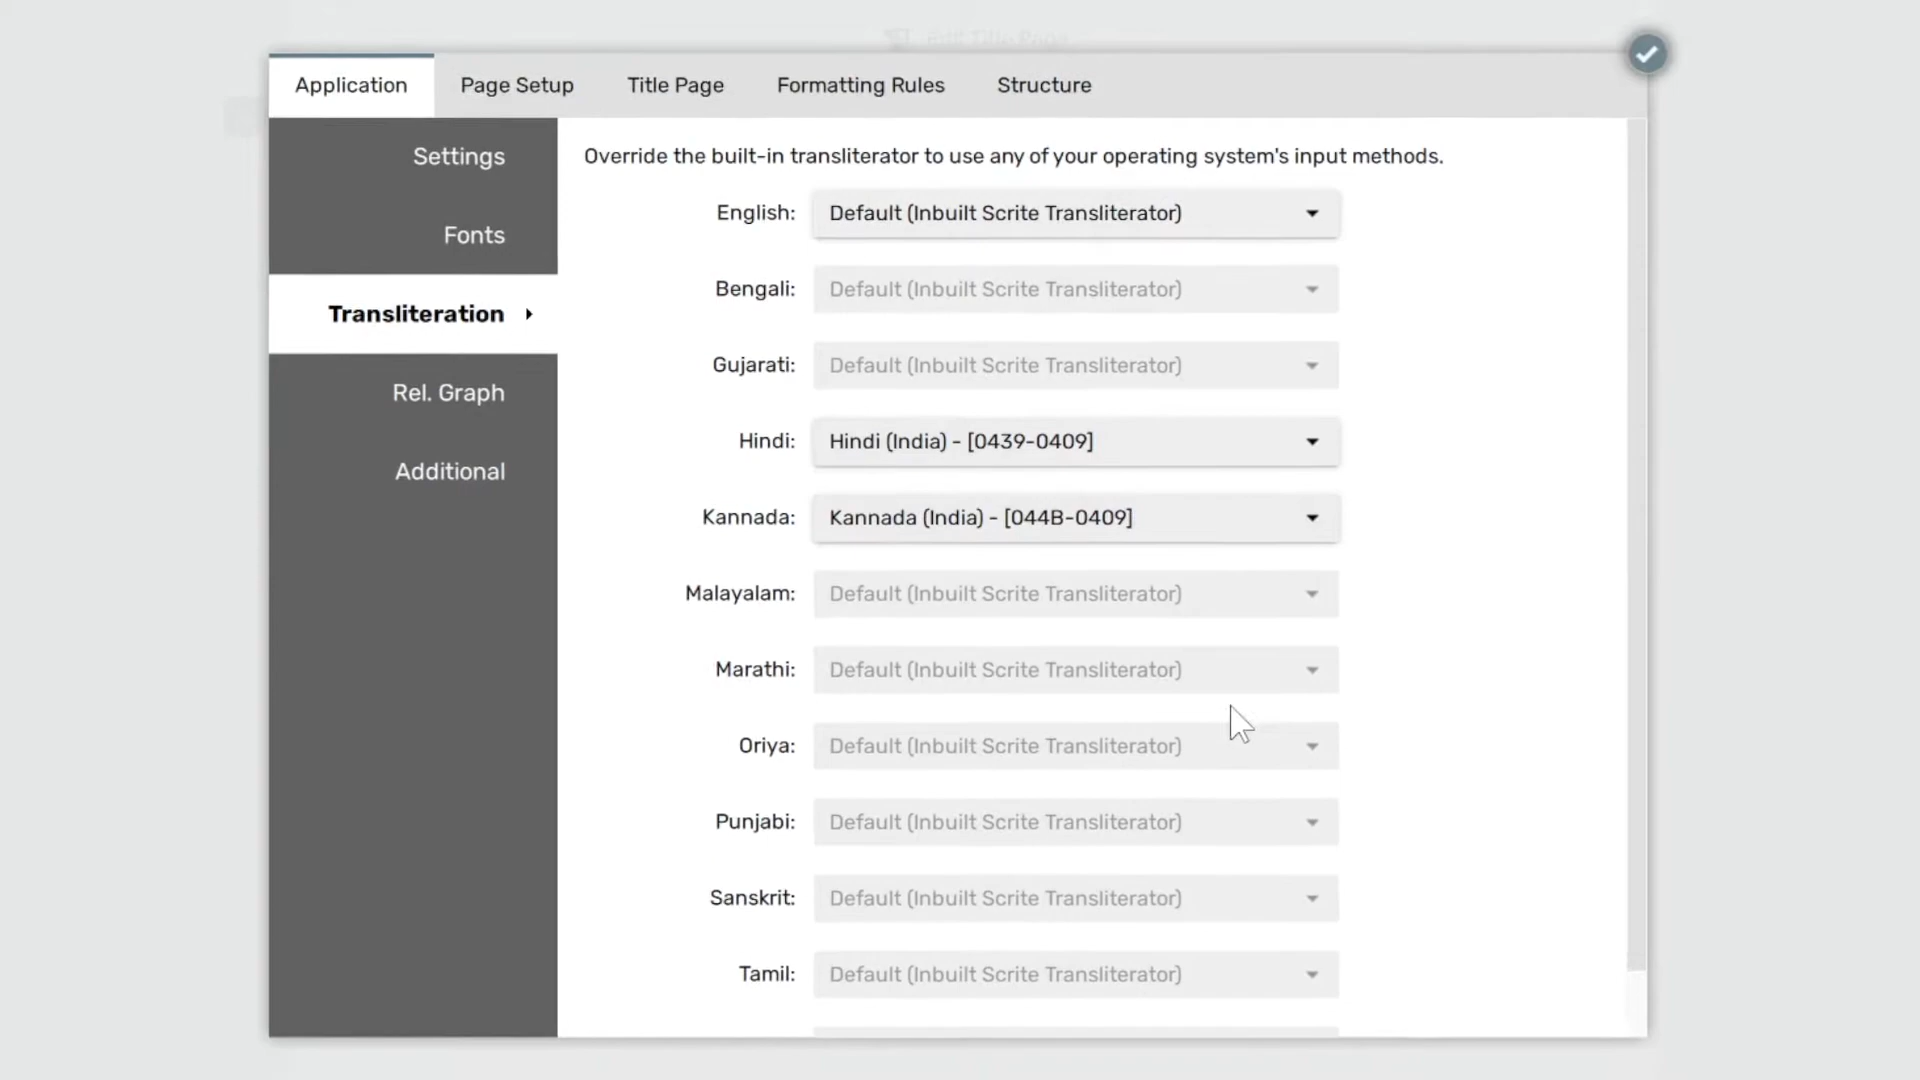 Application Page Setup Title Page Formatting Rules Structure
Settings
Fonts
Transliteration
Rel. Graph
Additional
Override the built-in transliterator to use any of your operating system's input methods.
English: Default (Inbuilt Scrite Transliterator)
Bengali: Default (Inbuilt Scrite Transliterator)
Gujarati: Default (Inbuilt Scrite Transliterator)
Hindi: Hindi (India) - [0439-0409]
Kannada: Kannada (India) - [044B-0409]
Malayalam: Default (Inbuilt Scrite Transliterator)
Marathi: Default (Inbuilt Scrite Transliterator)
Oriya: Default (Inbuilt Scrite Transliterator)
Punjabi: Default (Inbuilt Scrite Transliterator)
Sanskrit: Default (Inbuilt Scrite Transliterator)
Tamil: Default (Inbuilt Scrite Transliterator)